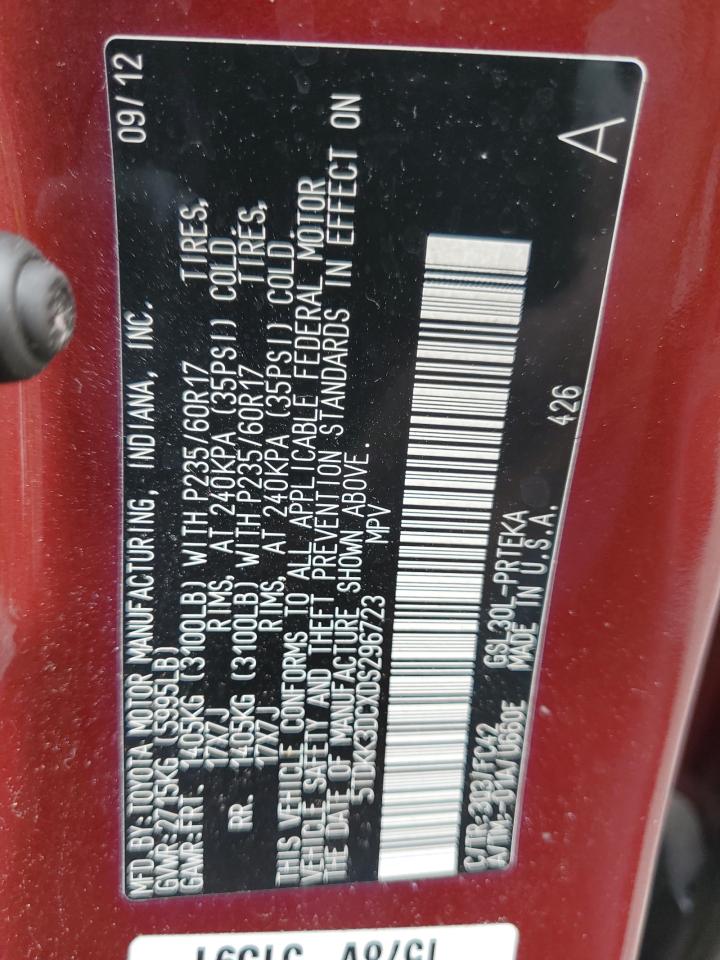 MFD. BY: TOYOTA MOTOR MANUFACTURING, INDIANA, INC. 09/12
GVWR: 2715KG (5995LB)
GAWR: FRT. 1405KG (3100LB) WITH P235/60R17 TIRES,
17X7J RIMS, AT 240KPA (35PSI) COLD
RR. 1405KG (3100LB) WITH P235/60R17 TIRES,
17X7J RIMS, AT 240KPA (35PSI) COLD.
THIS VEHICLE CONFORMS TO ALL APPLICABLE FEDERAL MOTOR
VEHICLE SAFETY AND THEFT PREVENTION STANDARDS IN EFFECT ON
THE DATE OF MANUFACTURE SHOWN ABOVE.
5TDKK3DCXDS296723 MPV
C/TR: 3Q3/FC42 GSL30L-PRTEKA 426
A/TM: U660E MADE IN U.S.A.
A